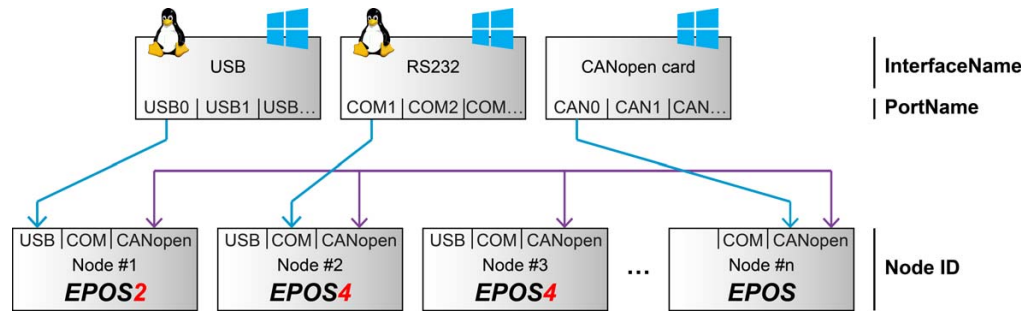 USB
RS232
CANopen card
InterfaceName
USB0 USB1 USB...
COM1 COM2 COM...
CAN0 CAN1 CAN...
PortName
USB COM CANopen
USB COM CANopen
USB COM CANopen
COM CANopen
Node #1
Node #2
Node #3
...
Node #n
Node ID
EPOS2
EPOS4
EPOS4
EPOS